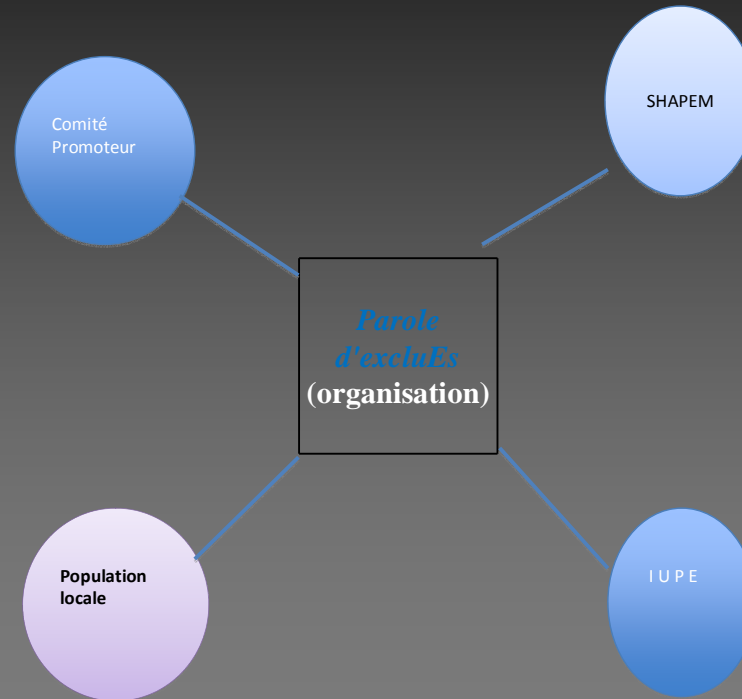 Comité
Promoteur
SHAPEM
Parole
d'excluEs
(organisation)
Population
locale
I U P E